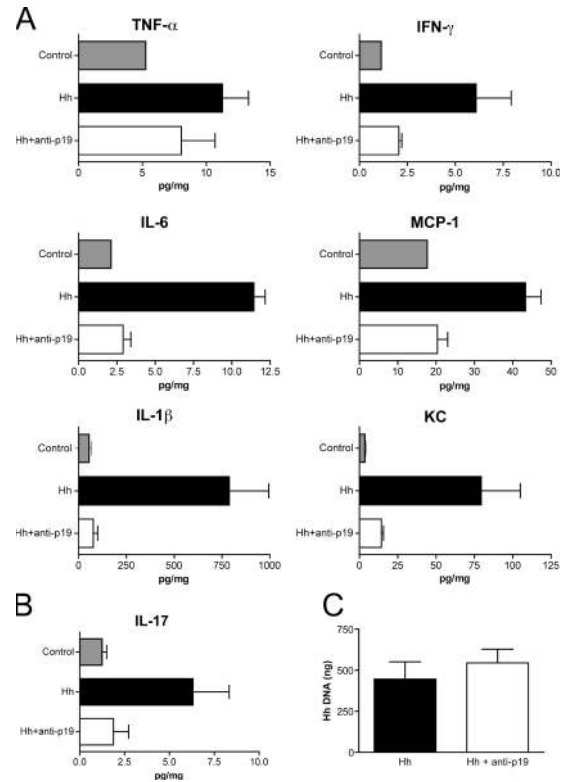 A
TNF-α
Control
Hh
Hh+anti-p19
0 5 10 15
pg/mg
IFN-γ
Control
Hh
Hh+anti-p19
0.0 2.5 5.0 7.5 10.0
pg/mg
IL-6
Control
Hh
Hh+anti-p19
0.0 2.5 5.0 7.5 10.0 12.5
pg/mg
MCP-1
Control
Hh
Hh+anti-p19
0 10 20 30 40 50
pg/mg
IL-1β
Control
Hh
Hh+anti-p19
0 250 500 750 1000
pg/mg
KC
Control
Hh
Hh+anti-p19
0 25 50 75 100 125
pg/mg
B
IL-17
Control
Hh
Hh+anti-p19
0.0 2.5 5.0 7.5 10.0
pg/mg
C
Hh DNA (ng)
750
500
250
0
Hh Hh + anti-p19